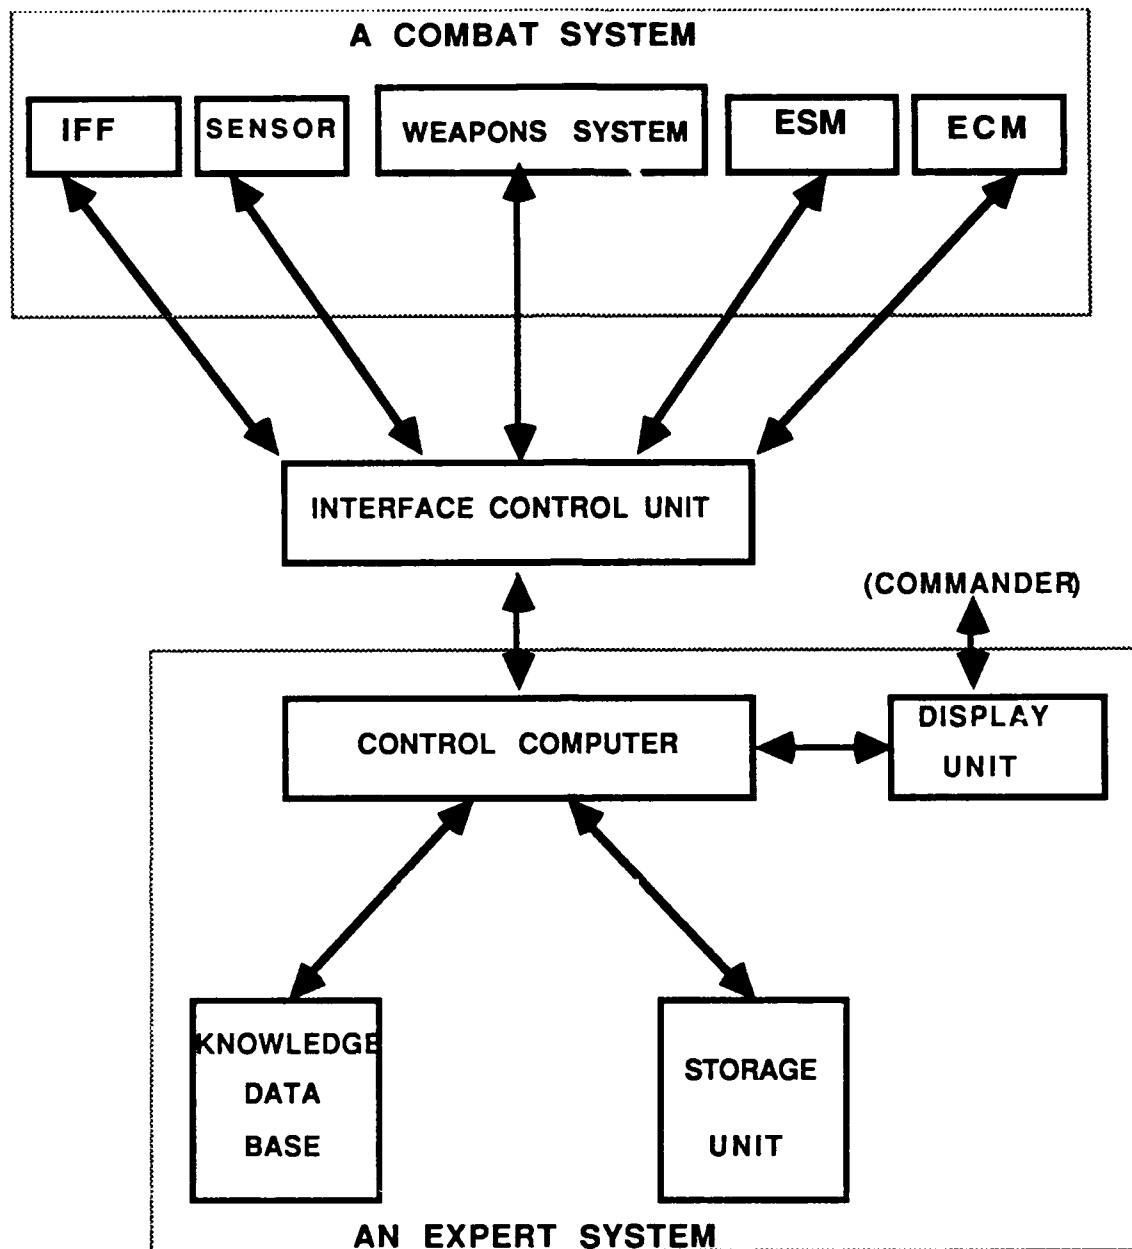 A COMBAT SYSTEM
IFF
SENSOR
WEAPONS SYSTEM
ESM
ECM
INTERFACE CONTROL UNIT
(COMMANDER)
CONTROL COMPUTER
DISPLAY
UNIT
KNOWLEDGE
DATA
BASE
STORAGE
UNIT
AN EXPERT SYSTEM